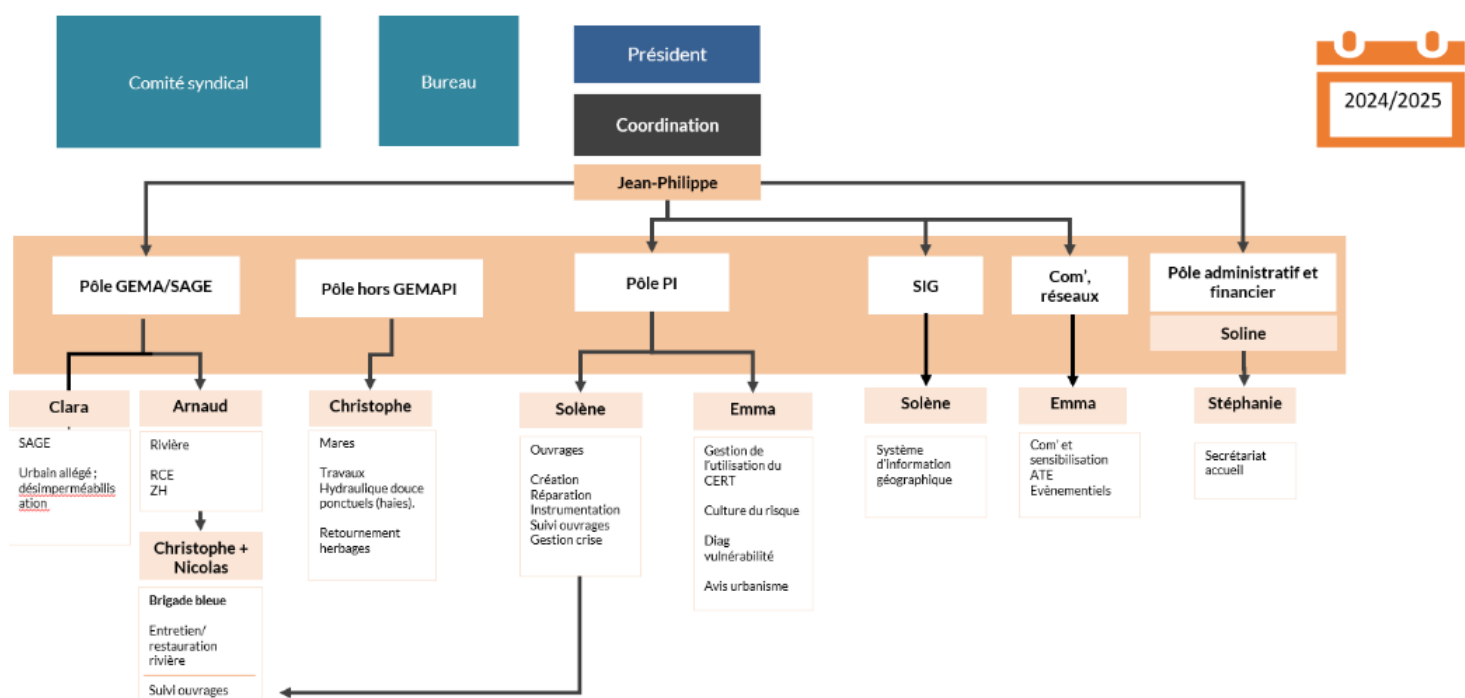 Comité syndical
Bureau
Président
2024/2025
Coordination
Jean-Philippe
Pôle GEMA/SAGE
Pôle hors GEMAPI
Pôle PI
SIG
Com’,
réseaux
Pôle administratif et
financier
Soline
Clara
SAGE
Urbain allégé ;
désimperméabilis
ation
Arnaud
Rivière
RCE
ZH
Christophe +
Nicolas
Brigade bleue
Entretien/
restauration
rivière
Suivi ouvrages
Christophe
Mares
Travaux
Hydraulique douce
ponctuels (haies).
Retournement
herbages
Solène
Ouvrages
Création
Réparation
Instrumentation
Suivi ouvrages
Gestion crise
Emma
Gestion de
l’utilisation du
CERT
Culture du risque
Diag
vulnérabilité
Avis urbanisme
Solène
Système
d’information
géographique
Emma
Com’ et
sensibilisation
ATE
Evènementiels
Stéphanie
Secrétariat
accueil